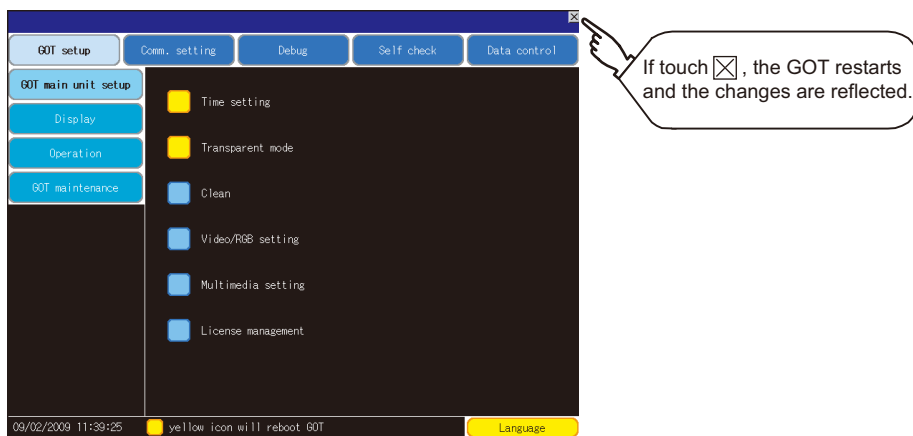 GOT setup
Comm. setting
Debug
Self check
Data control
GOT main unit setup
Display
Operation
GOT maintenance
Time setting
Transparent mode
Clean
Video/RGB setting
Multimedia setting
License management
09/02/2009 11:39:25
yellow icon will reboot GOT
Language
If touch ☒ , the GOT restarts
and the changes are reflected.